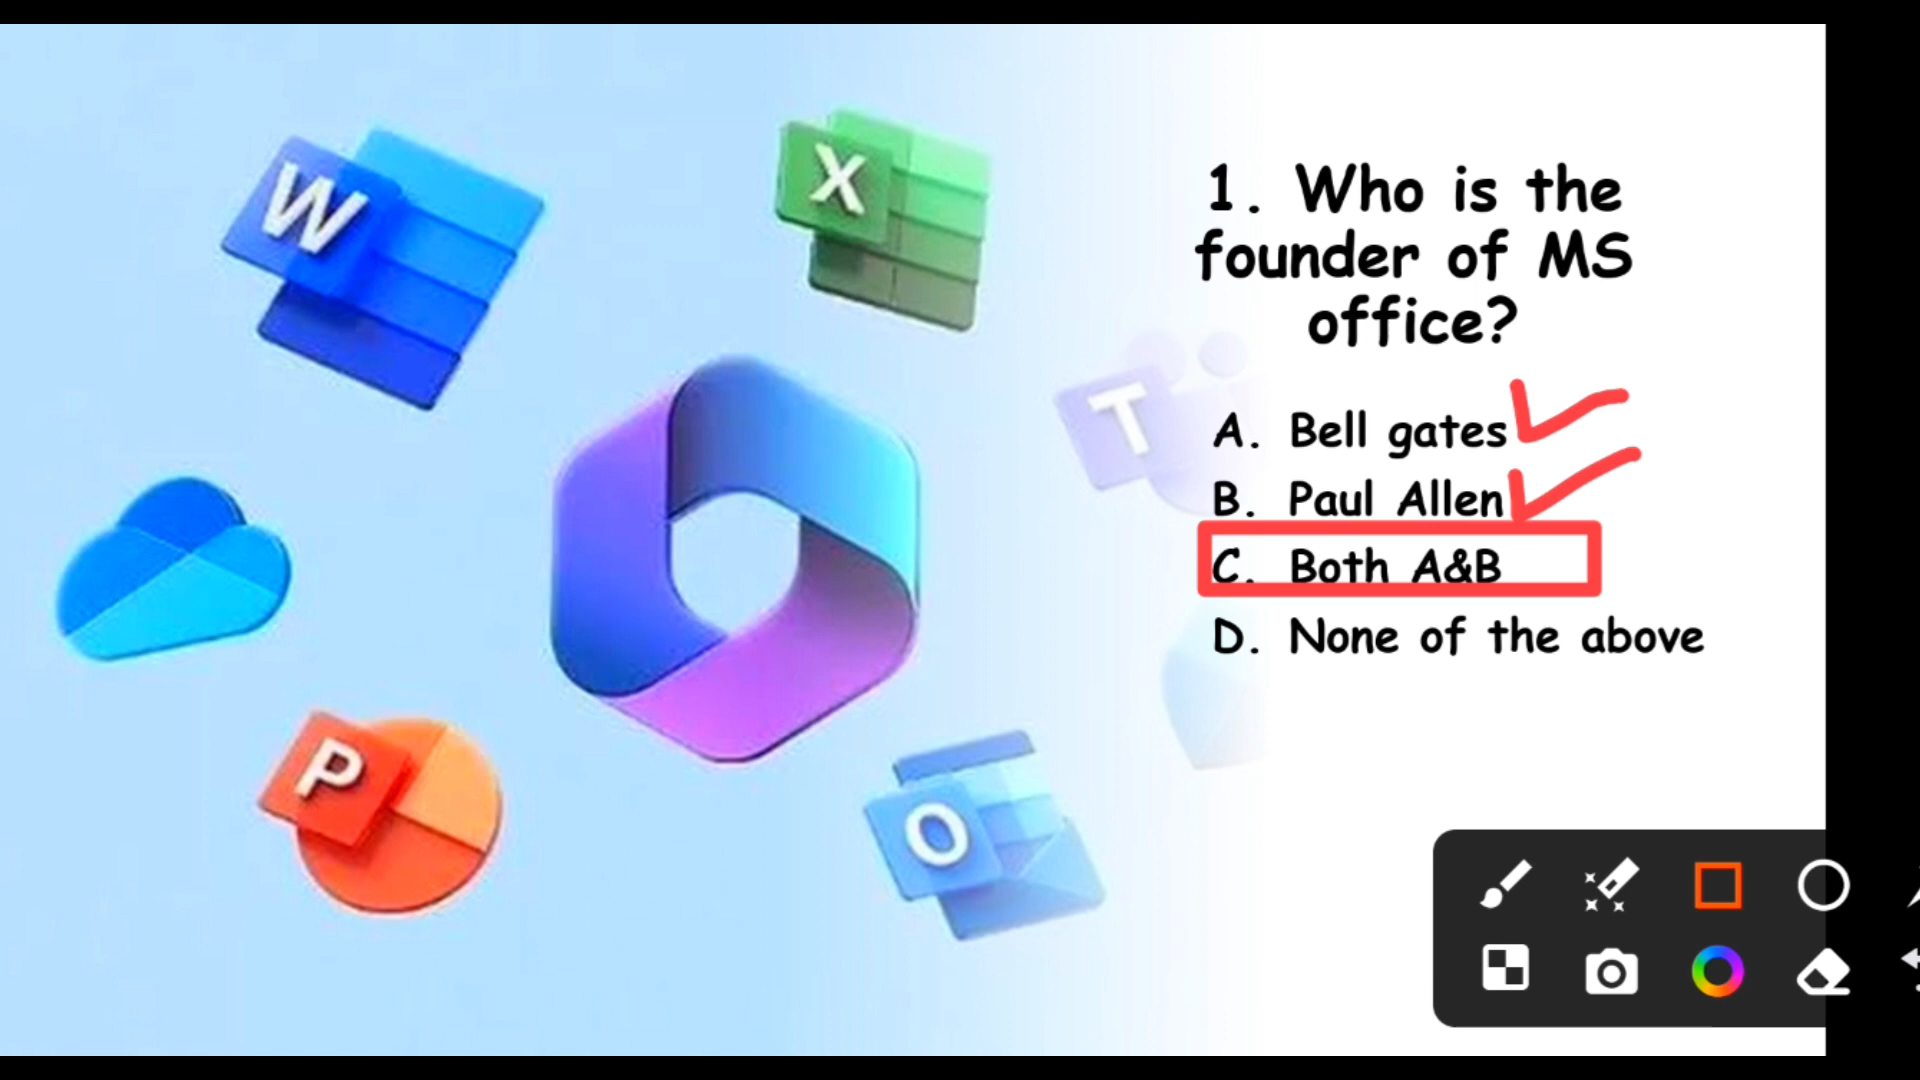 W
X
1. Who is the
founder of MS
office?
T
A. Bell gates
B. Paul Allen
C. Both A&B
D. None of the above
P
O